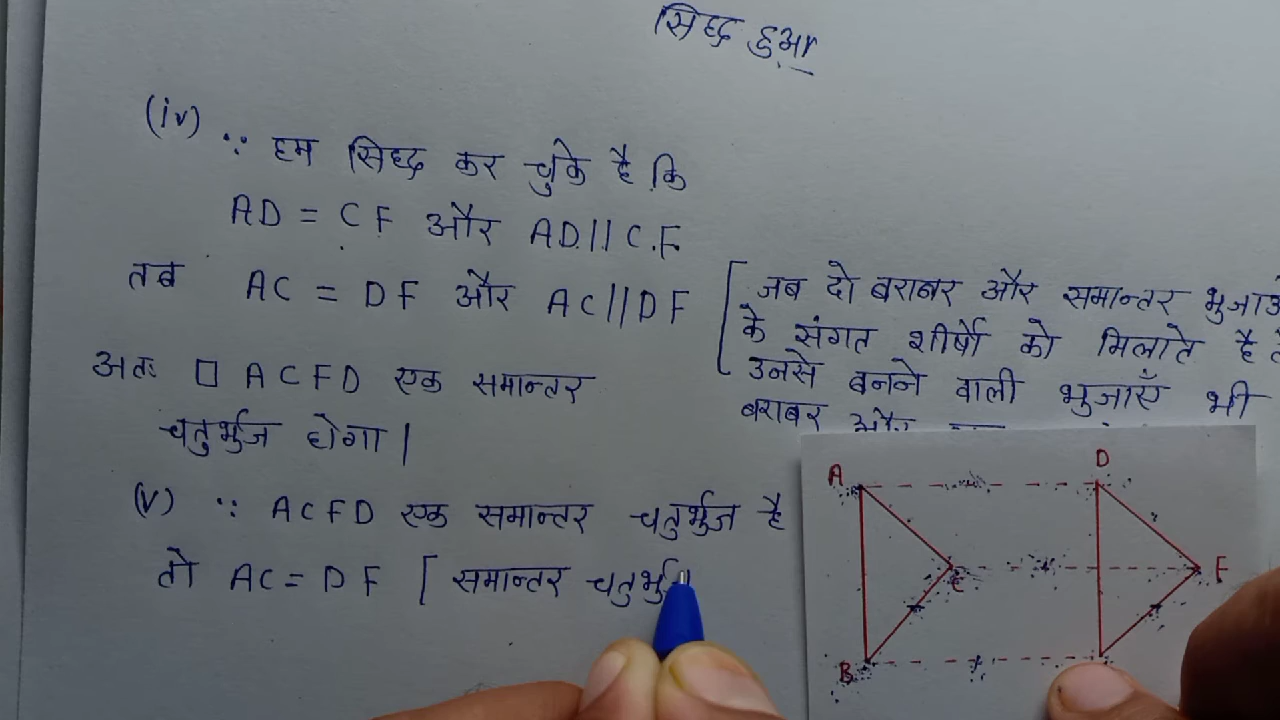 सिद्ध हुआ
(iv) ∵ हम सिद्ध कर चुके है कि
AD = CF और AD||CF
तब AC = DF और AC||DF
[जब दो बराबर और समान्तर
के संगत शीर्षो को मिलाते है
उनसे बनने वाली भुजाएँ भी
बराबर और
अतः □ ACFD एक समान्तर
चतुर्भुज होगा|
(v) ∵ ACFD एक समान्तर चतुर्भुज है
तो AC = DF [समान्तर
A
D
C
F
B